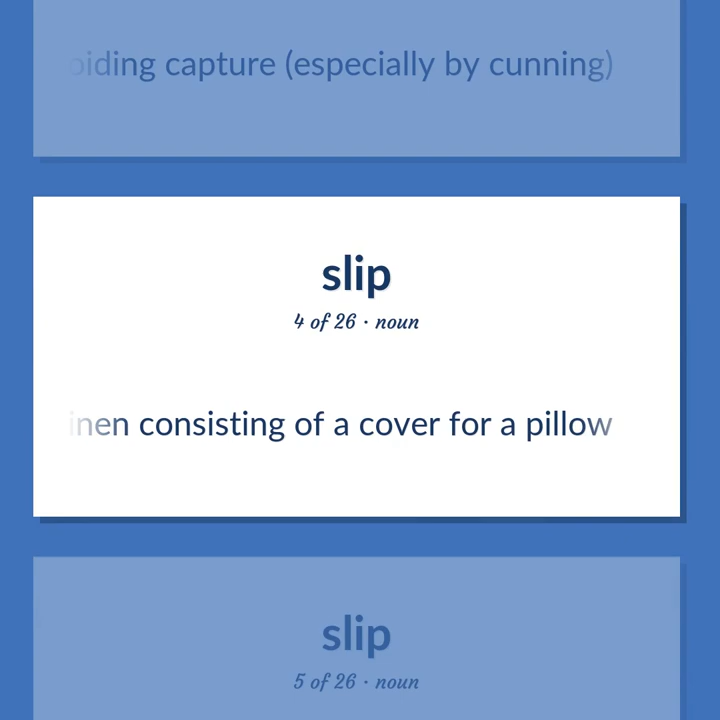 oiding capture (especially by cunning)
slip
4 of 26 · noun
inen consisting of a cover for a pillow
slip
5 of 26 · noun